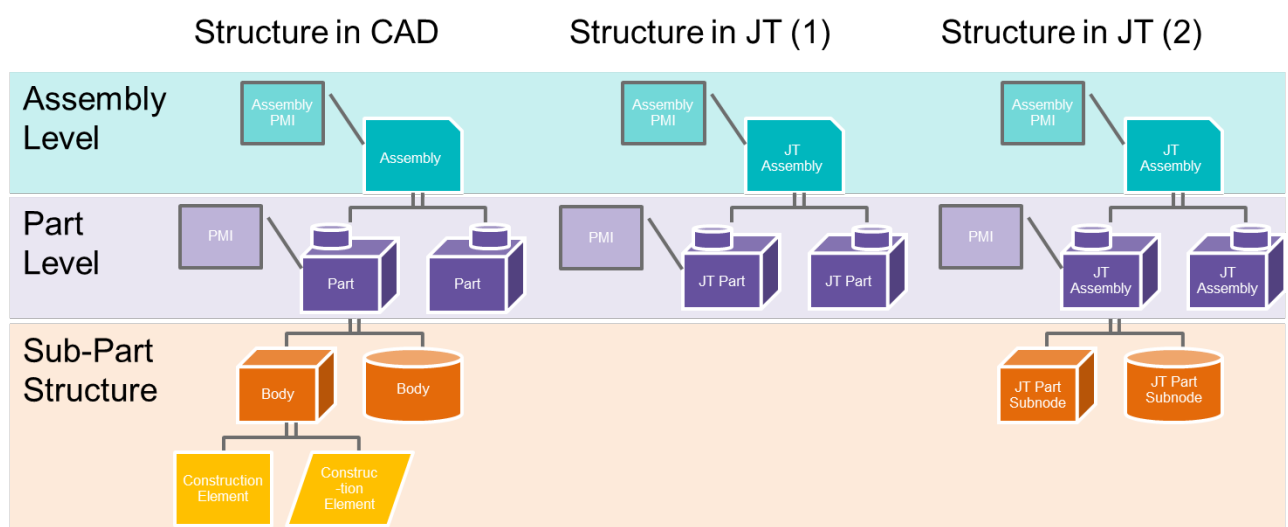 Structure in CAD
Structure in JT (1)
Structure in JT (2)
Assembly
Level
Assembly
PMI
Assembly
Assembly
PMI
JT
Assembly
Assembly
PMI
JT
Assembly
Part
Level
PMI
Part
Part
PMI
JT Part
JT Part
PMI
JT
Assembly
JT
Assembly
Sub-Part
Structure
Body
Body
JT Part
Subnode
JT Part
Subnode
Construction
Element
Construc
-tion
Element